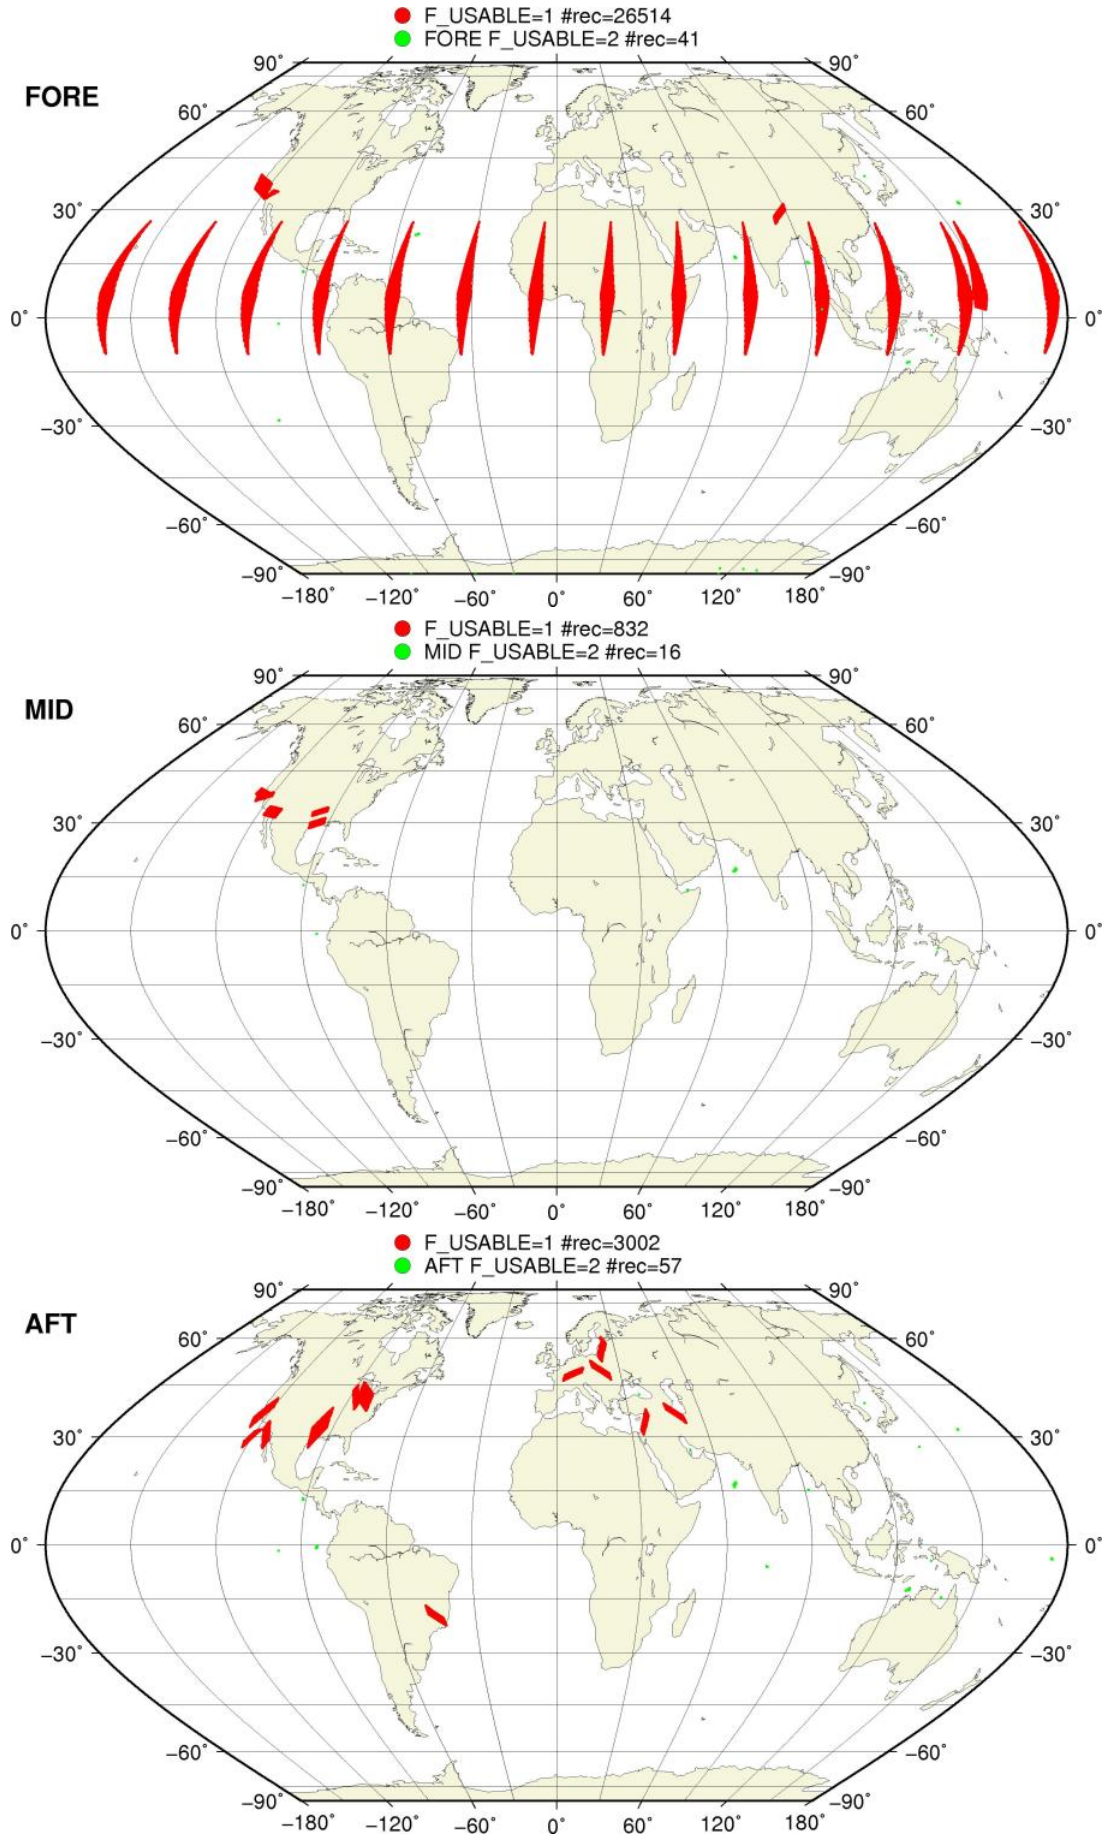 F_USABLE=1 #rec=26514
FORE F_USABLE=2 #rec=41
FORE
90° 90°
60° 60°
30° 30°
0° 0°
−30° −30°
−60° −60°
−90° −90°
−180° −120° −60° 0° 60° 120° 180°
F_USABLE=1 #rec=832
MID F_USABLE=2 #rec=16
MID
90° 90°
60° 60°
30° 30°
0° 0°
−30° −30°
−60° −60°
−90° −90°
−180° −120° −60° 0° 60° 120° 180°
F_USABLE=1 #rec=3002
AFT F_USABLE=2 #rec=57
AFT
90° 90°
60° 60°
30° 30°
0° 0°
−30° −30°
−60° −60°
−90° −90°
−180° −120° −60° 0° 60° 120° 180°